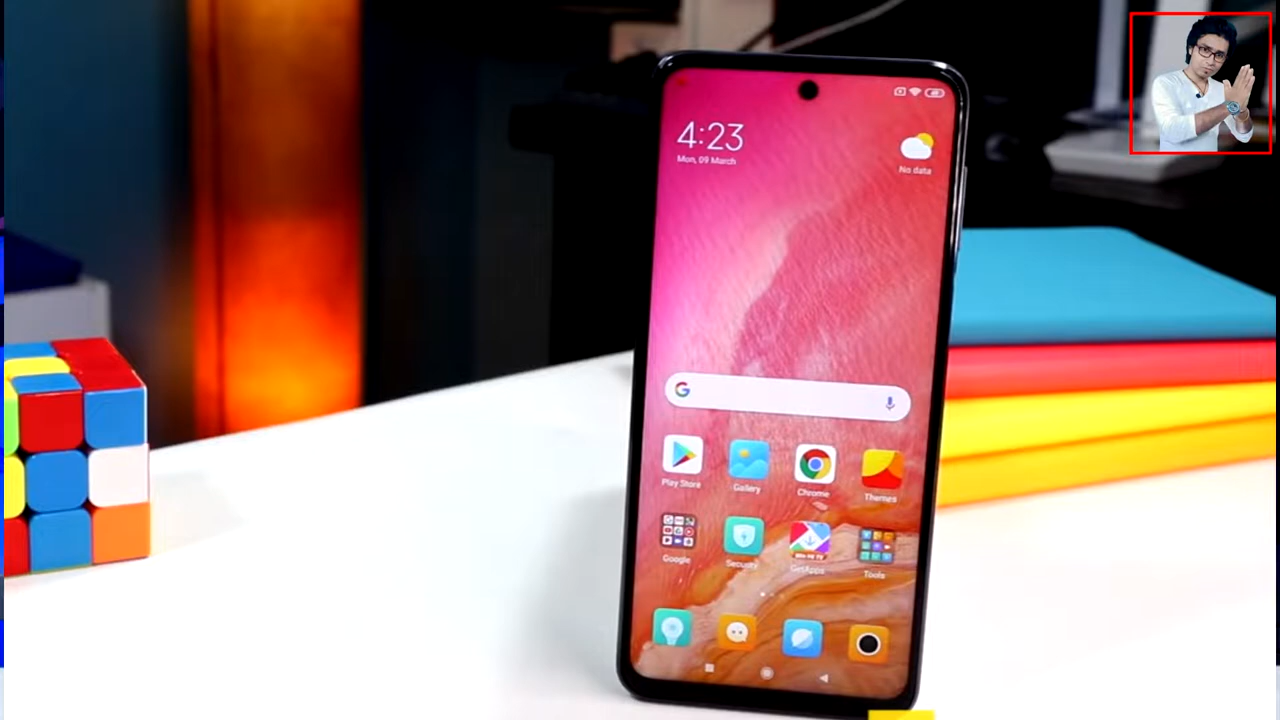 4:23
Mon, 09 March
No data
Play Store
Gallery
Chrome
Themes
Google
Security
GetApps
Tools